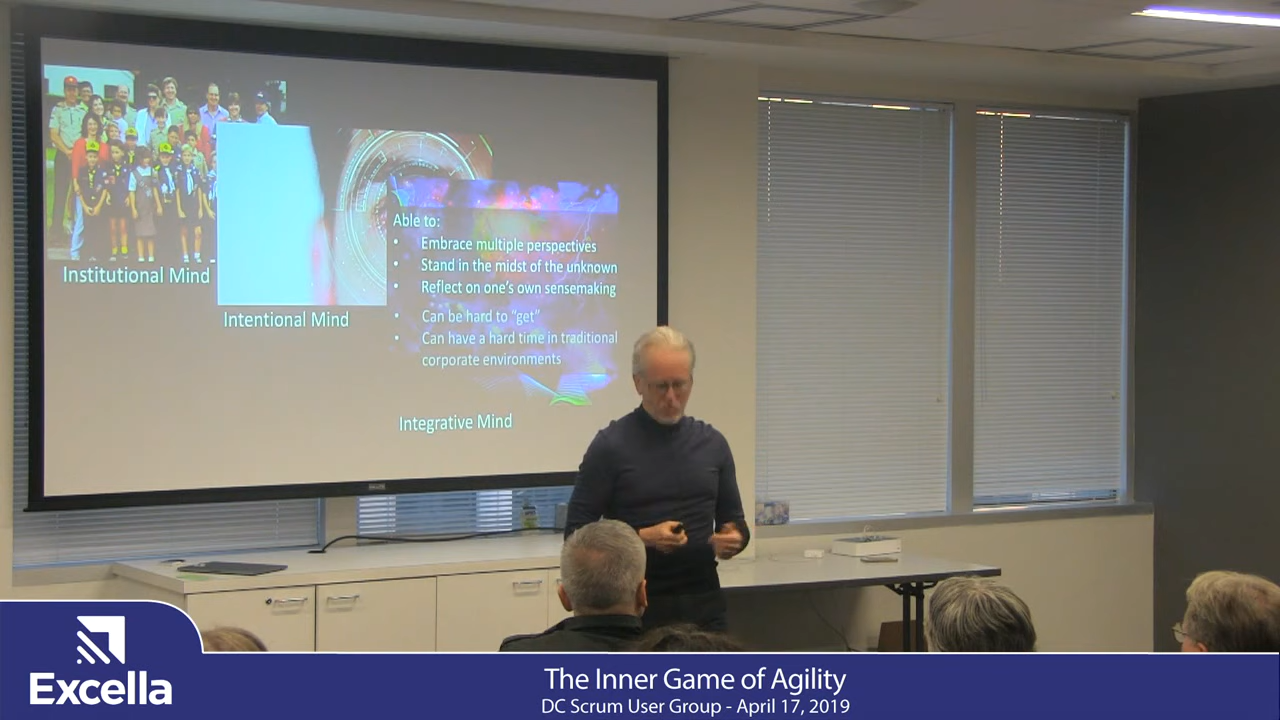 Institutional Mind
Intentional Mind
Able to:
• Embrace multiple perspectives
• Stand in the midst of the unknown
• Reflect on one's own sensemaking
• Can be hard to "get"
• Can have a hard time in traditional
corporate environments
Integrative Mind
Excella
The Inner Game of Agility
DC Scrum User Group - April 17, 2019